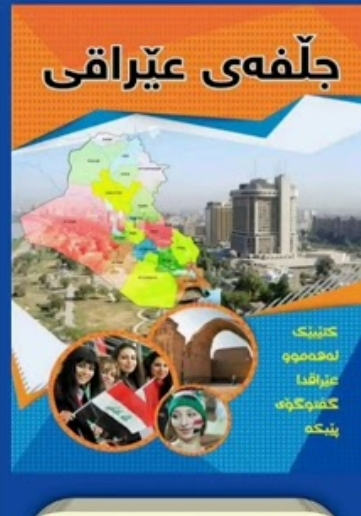 جڵفەی عێراقی
کتێبێک
لەهەموو
عێراقدا
گفتوگۆی
پێبکە